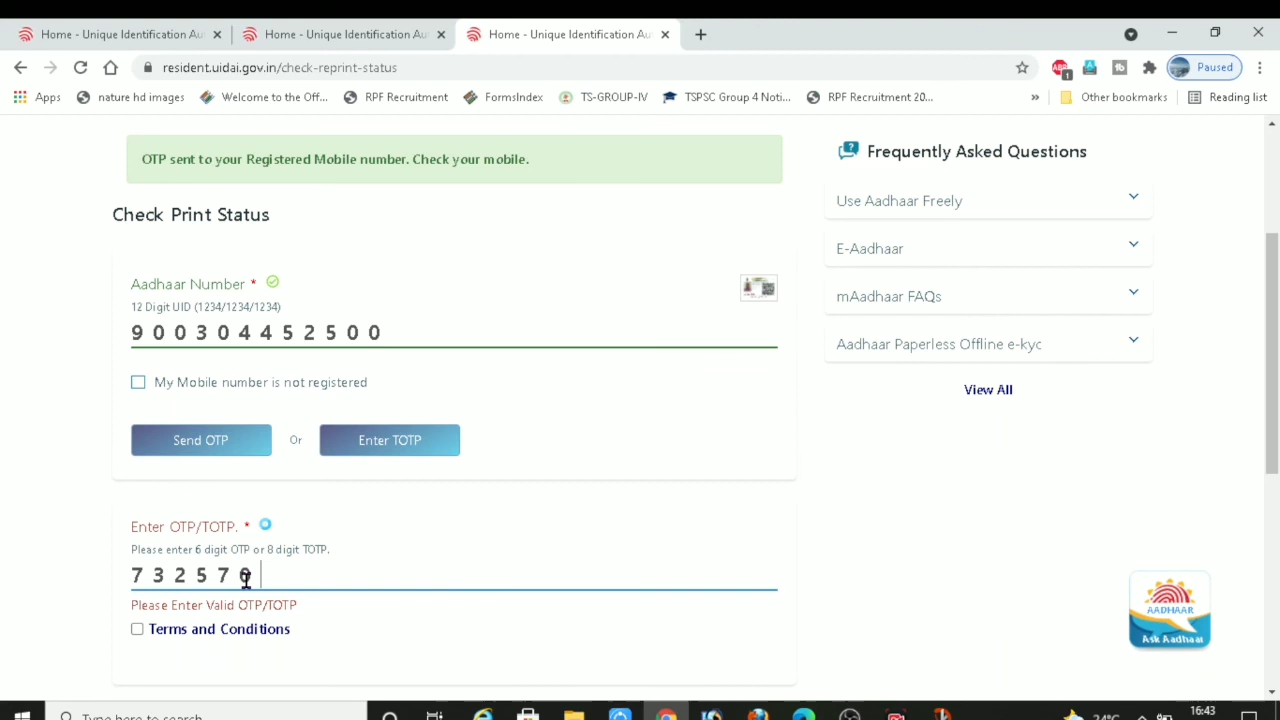 Home - Unique Identification Au
Home - Unique Identification Au
Home - Unique Identification Au
resident.uidai.gov.in/check-reprint-status
Paused
Apps
nature hd images
Welcome to the Off...
RPF Recruitment
FormsIndex
TS-GROUP-IV
TSPSC Group 4 Noti...
RPF Recruitment 20...
»
Other bookmarks
Reading list
OTP sent to your Registered Mobile number. Check your mobile.
Check Print Status
Aadhaar Number *
12 Digit UID (1234/1234/1234)
9 0 0 3 0 4 4 5 2 5 0 0
My Mobile number is not registered
Send OTP
Or
Enter TOTP
Enter OTP/TOTP. *
Please enter 6 digit OTP or 8 digit TOTP.
7 3 2 5 7 0
Please Enter Valid OTP/TOTP
Terms and Conditions
Frequently Asked Questions
Use Aadhaar Freely
E-Aadhaar
mAadhaar FAQs
Aadhaar Paperless Offline e-kyc
View All
AADHAAR
Ask Aadhaar
Type here to search
24°C
16:43